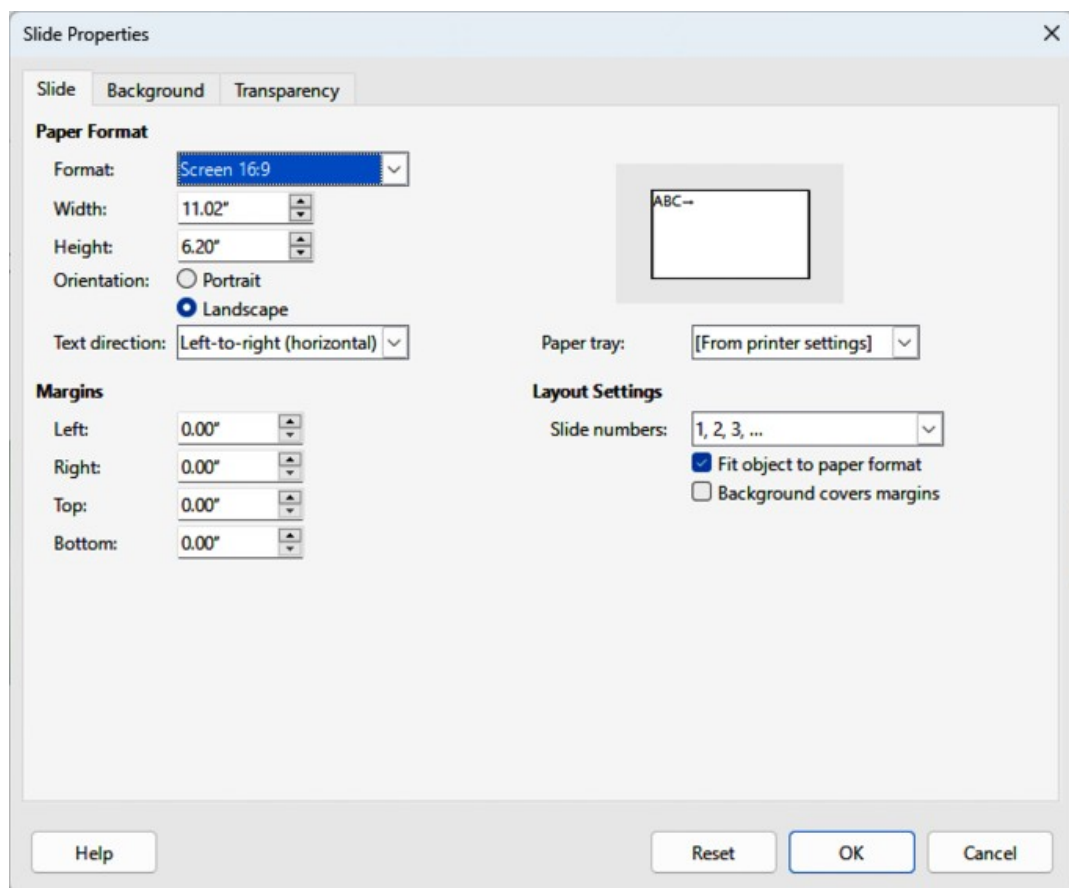 Slide Properties
Slide Background Transparency
Paper Format
Format: Screen 16:9
Width: 11.02"
Height: 6.20"
Orientation: Portrait
Landscape
ABC→
Text direction: Left-to-right (horizontal)
Paper tray: [From printer settings]
Margins
Left: 0.00"
Right: 0.00"
Top: 0.00"
Bottom: 0.00"
Layout Settings
Slide numbers: 1, 2, 3, ...
Fit object to paper format
Background covers margins
Help Reset OK Cancel